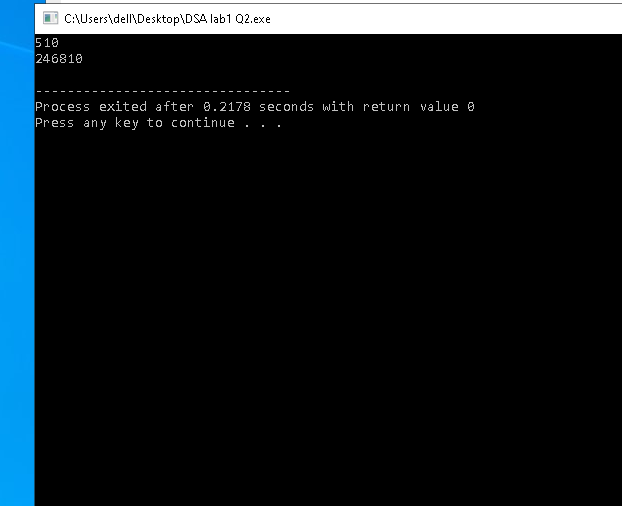 C:\Users\dell\Desktop\DSA lab1 Q2.exe
510
246810
--------------------------------
Process exited after 0.2178 seconds with return value 0
Press any key to continue . . .